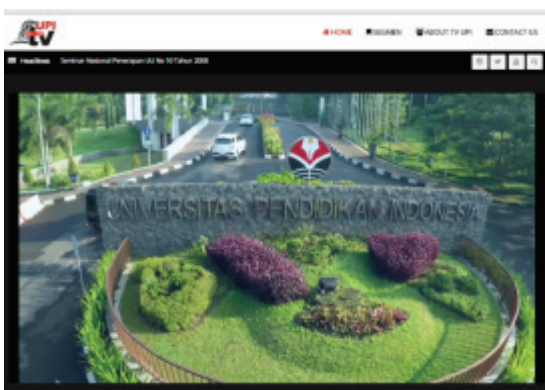 UPI
tv
HOME
ABOUT TV UPI
CONTACT US
Headlines
Seminar Nasional Penerapan UU No 10 Tahun 2008
UNIVERSITAS PENDIDIKAN INDONESIA